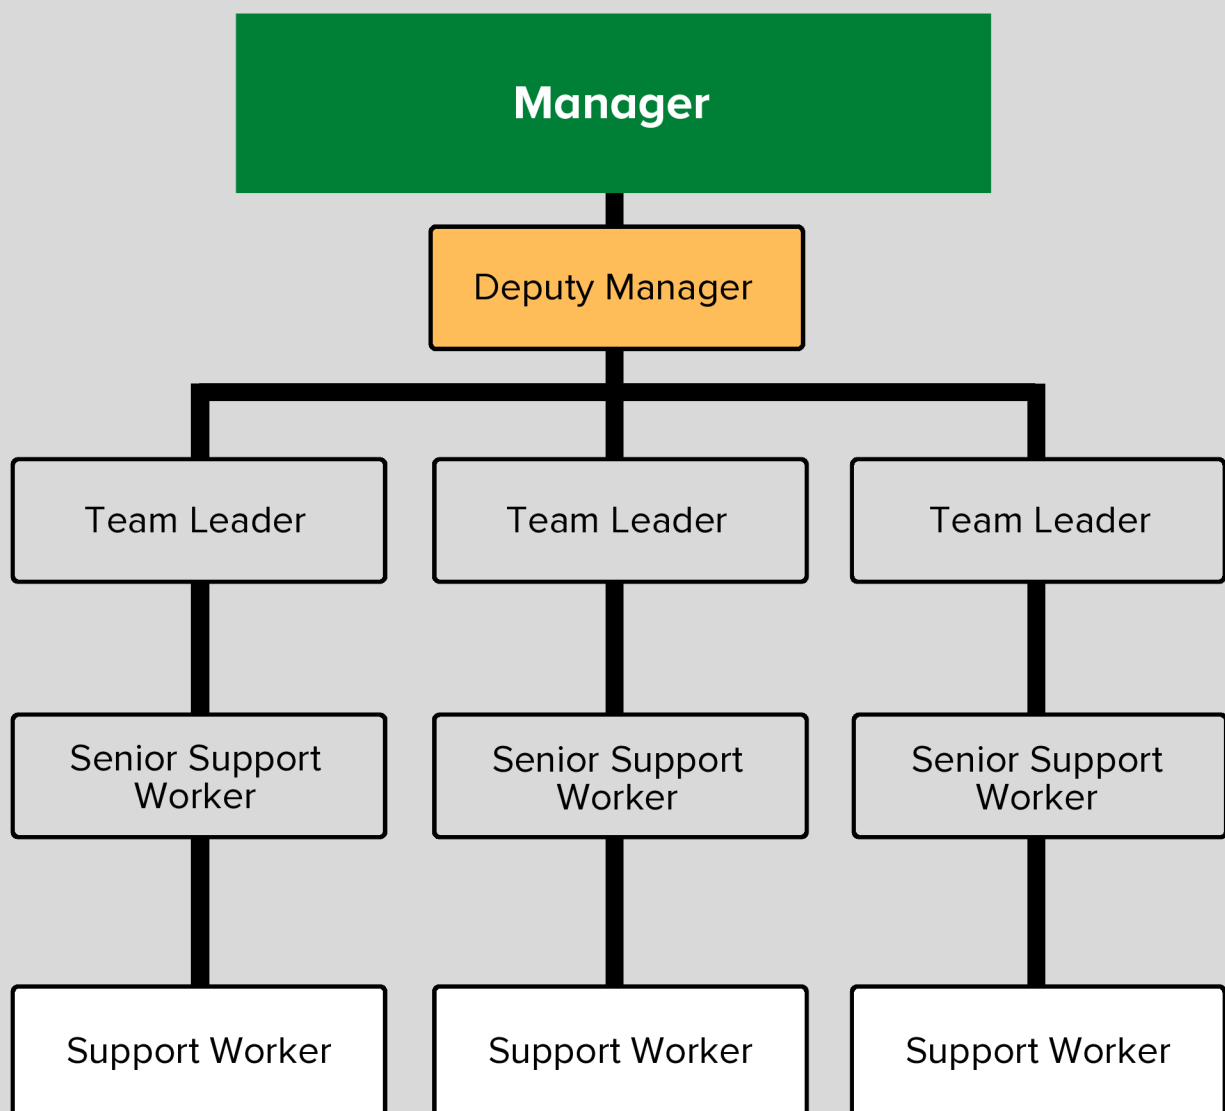 Manager
Deputy Manager
Team Leader
Team Leader
Team Leader
Senior Support
Worker
Senior Support
Worker
Senior Support
Worker
Support Worker
Support Worker
Support Worker